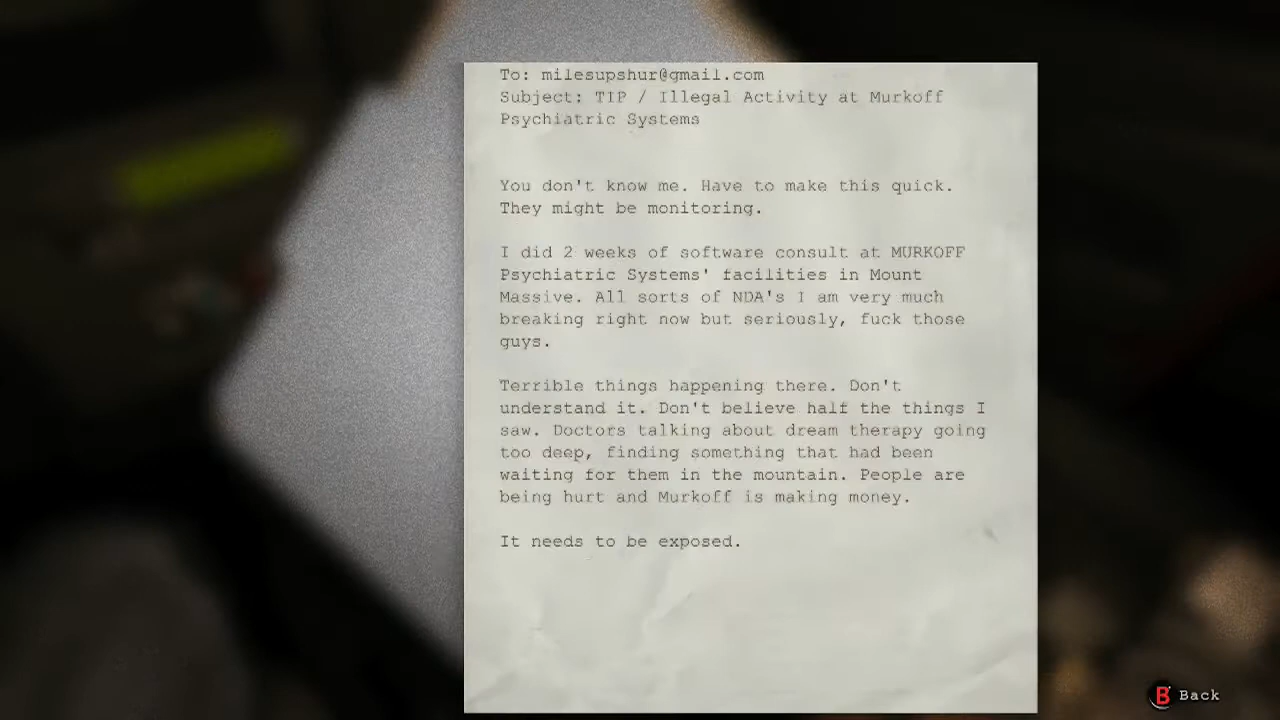 To: milesupshur@gmail.com
Subject: TIP / Illegal Activity at Murkoff
Psychiatric Systems
You don't know me. Have to make this quick.
They might be monitoring.
I did 2 weeks of software consult at MURKOFF
Psychiatric Systems' facilities in Mount
Massive. All sorts of NDA's I am very much
breaking right now but seriously, fuck those
guys.
Terrible things happening there. Don't
understand it. Don't believe half the things I
saw. Doctors talking about dream therapy going
too deep, finding something that had been
waiting for them in the mountain. People are
being hurt and Murkoff is making money.
It needs to be exposed.
B Back